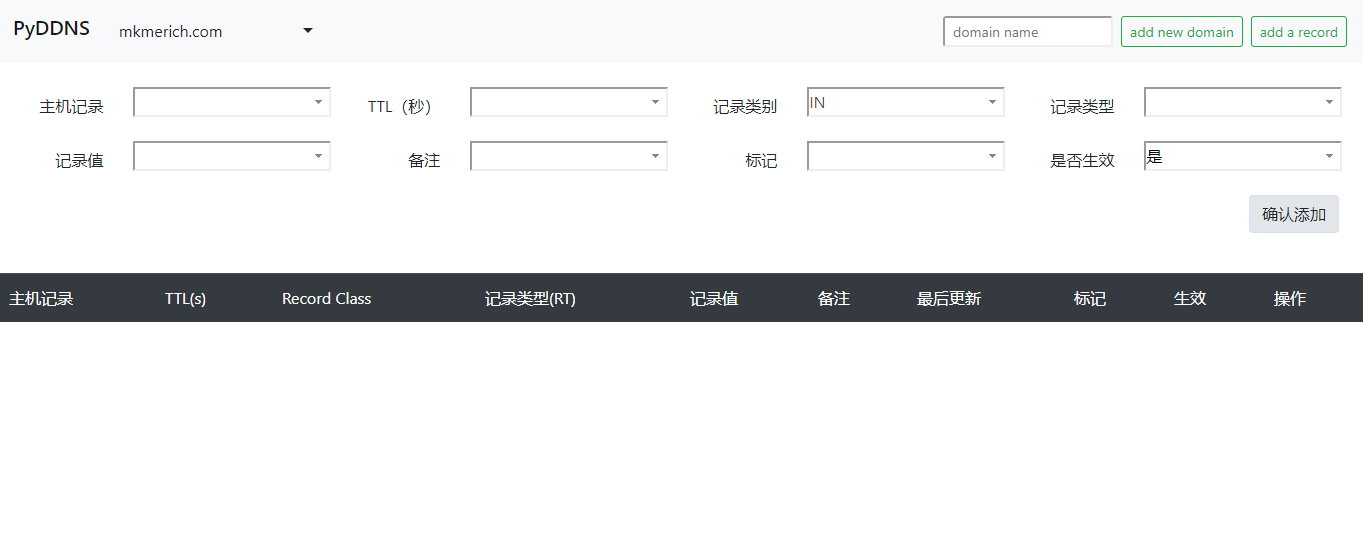 PyDDNS mkmerich.com domain name add new domain add a record
主机记录 TTL（秒） 记录类别 IN 记录类型
记录值 备注 标记 是否生效 是
确认添加
主机记录 TTL(s) Record Class 记录类型(RT) 记录值 备注 最后更新 标记 生效 操作